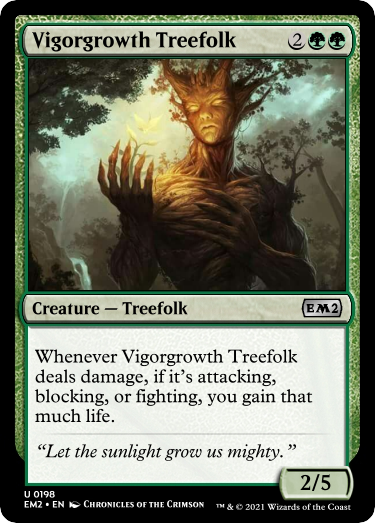 Vigorgrowth Treefolk 2
Creature — Treefolk EM2
Whenever Vigorgrowth Treefolk
deals damage, if it's attacking,
blocking, or fighting, you gain that
much life.
“Let the sunlight grow us mighty.”
2/5
U 0198
EM2 • EN Chronicles of the Crimson ™ & © 2021 Wizards of the Coast